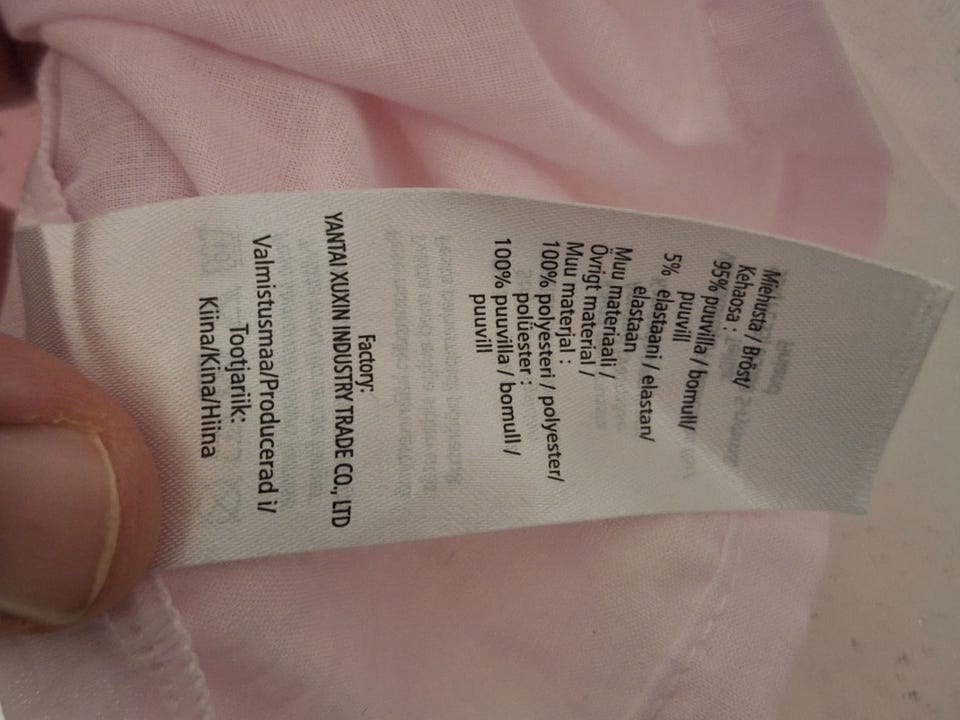 Miehusta / Bröst/
Kehaosa :
95% puuvilla / bomull/
puuvill
5% elastaani / elastan/
elastaan
Muu materiaali /
Övrigt material /
Muu materjal :
100% polyesteri / polyester/
polüester :
100% puuvilla / bomull /
puuvill
Factory:
YANTAI XUXIN INDUSTRY TRADE CO., LTD
Valmistusmaa/Producerad i/
Tootjariik:
Kiina/Kina/Hiina